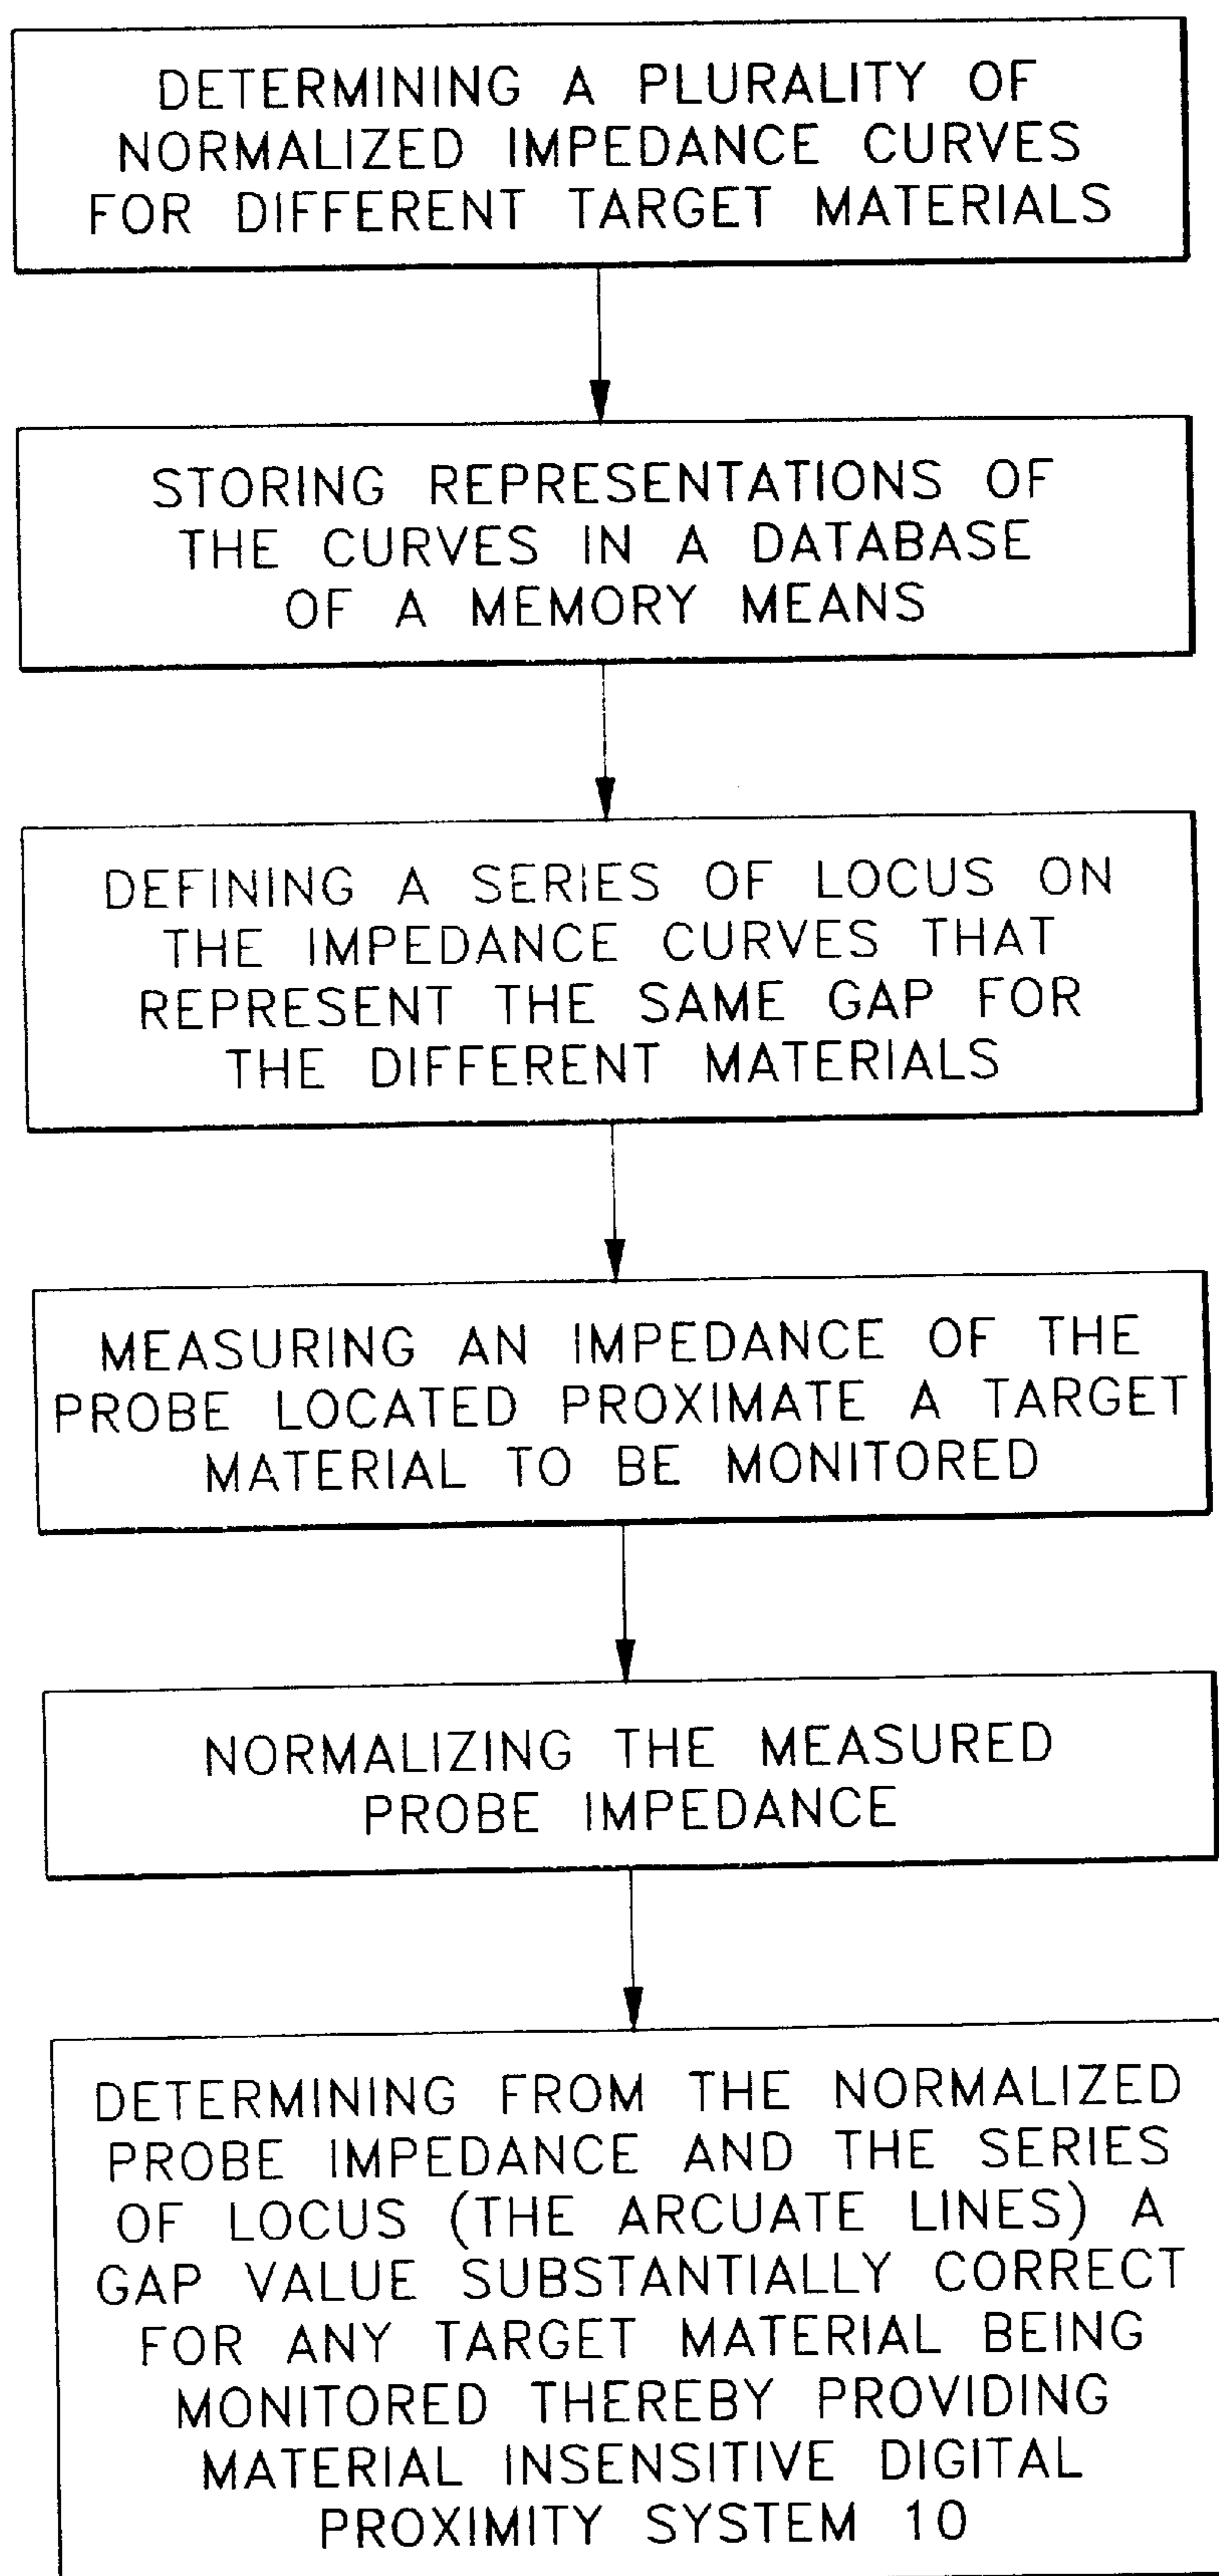 DETERMINING A PLURALITY OF
NORMALIZED IMPEDANCE CURVES
FOR DIFFERENT TARGET MATERIALS
STORING REPRESENTATIONS OF
THE CURVES IN A DATABASE
OF A MEMORY MEANS
DEFINING A SERIES OF LOCUS ON
THE IMPEDANCE CURVES THAT
REPRESENT THE SAME GAP FOR
THE DIFFERENT MATERIALS
MEASURING AN IMPEDANCE OF THE
PROBE LOCATED PROXIMATE A TARGET
MATERIAL TO BE MONITORED
NORMALIZING THE MEASURED
PROBE IMPEDANCE
DETERMINING FROM THE NORMALIZED
PROBE IMPEDANCE AND THE SERIES
OF LOCUS (THE ARCUATE LINES) A
GAP VALUE SUBSTANTIALLY CORRECT
FOR ANY TARGET MATERIAL BEING
MONITORED THEREBY PROVIDING
MATERIAL INSENSITIVE DIGITAL
PROXIMITY SYSTEM 10